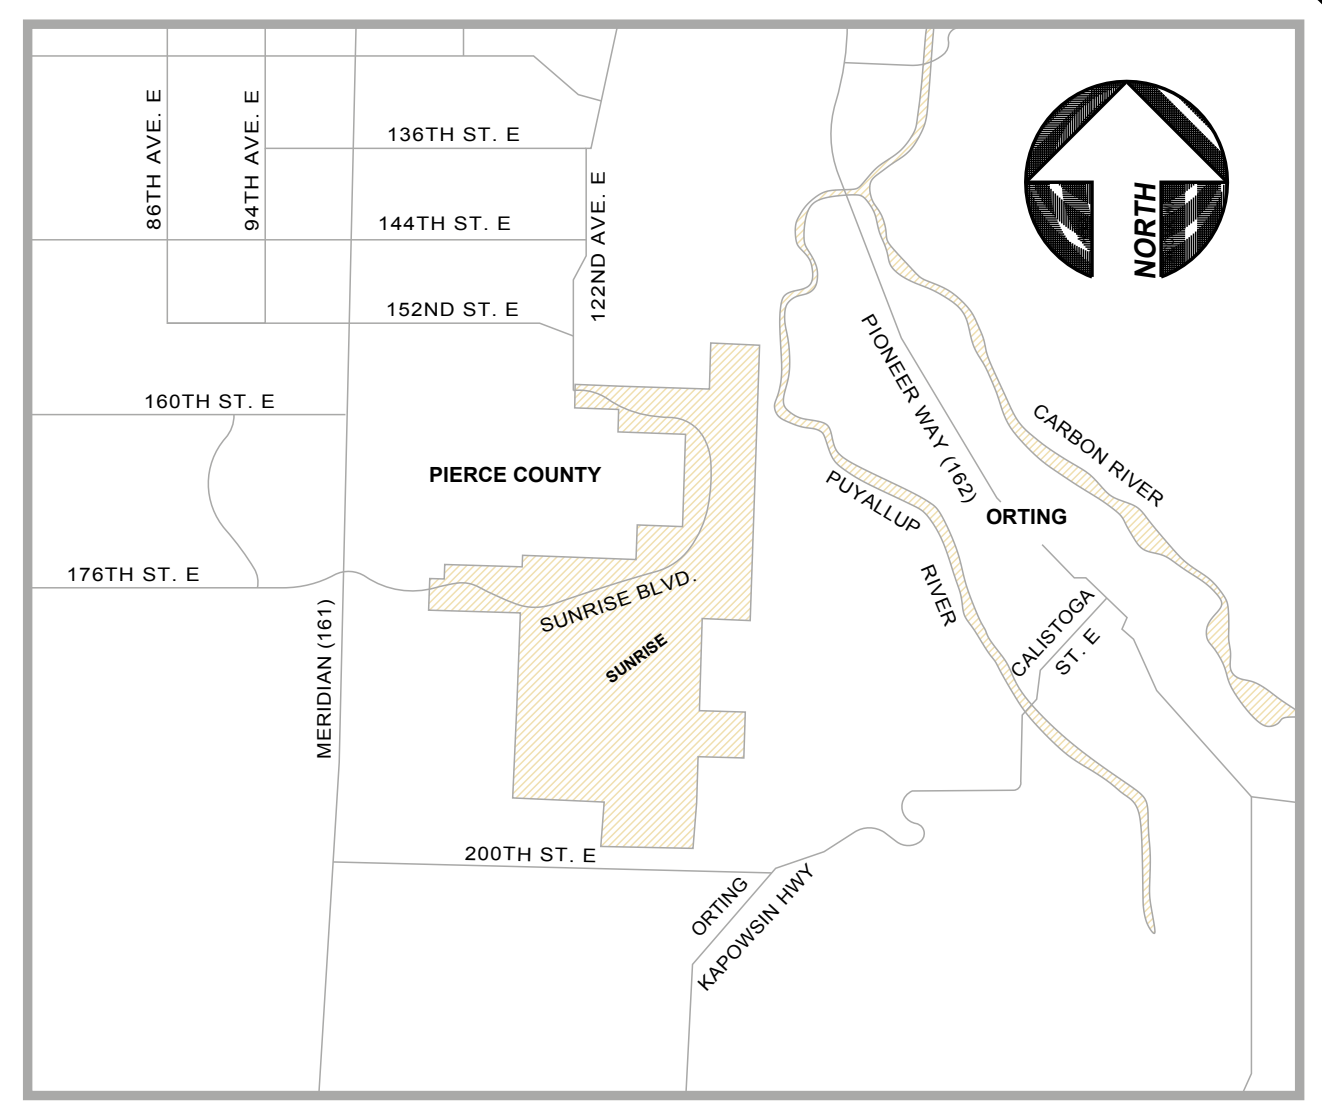 86TH AVE. E
94TH AVE. E
136TH ST. E
144TH ST. E
122ND AVE. E
152ND ST. E
NORTH
160TH ST. E
PIONEER WAY (162)
CARBON RIVER
PIERCE COUNTY
PUYALLUP
RIVER
ORTING
176TH ST. E
SUNRISE BLVD.
SUNRISE
MERIDIAN (161)
CALISTOGA
ST. E
200TH ST. E
ORTING
KAPOWSIN HWY